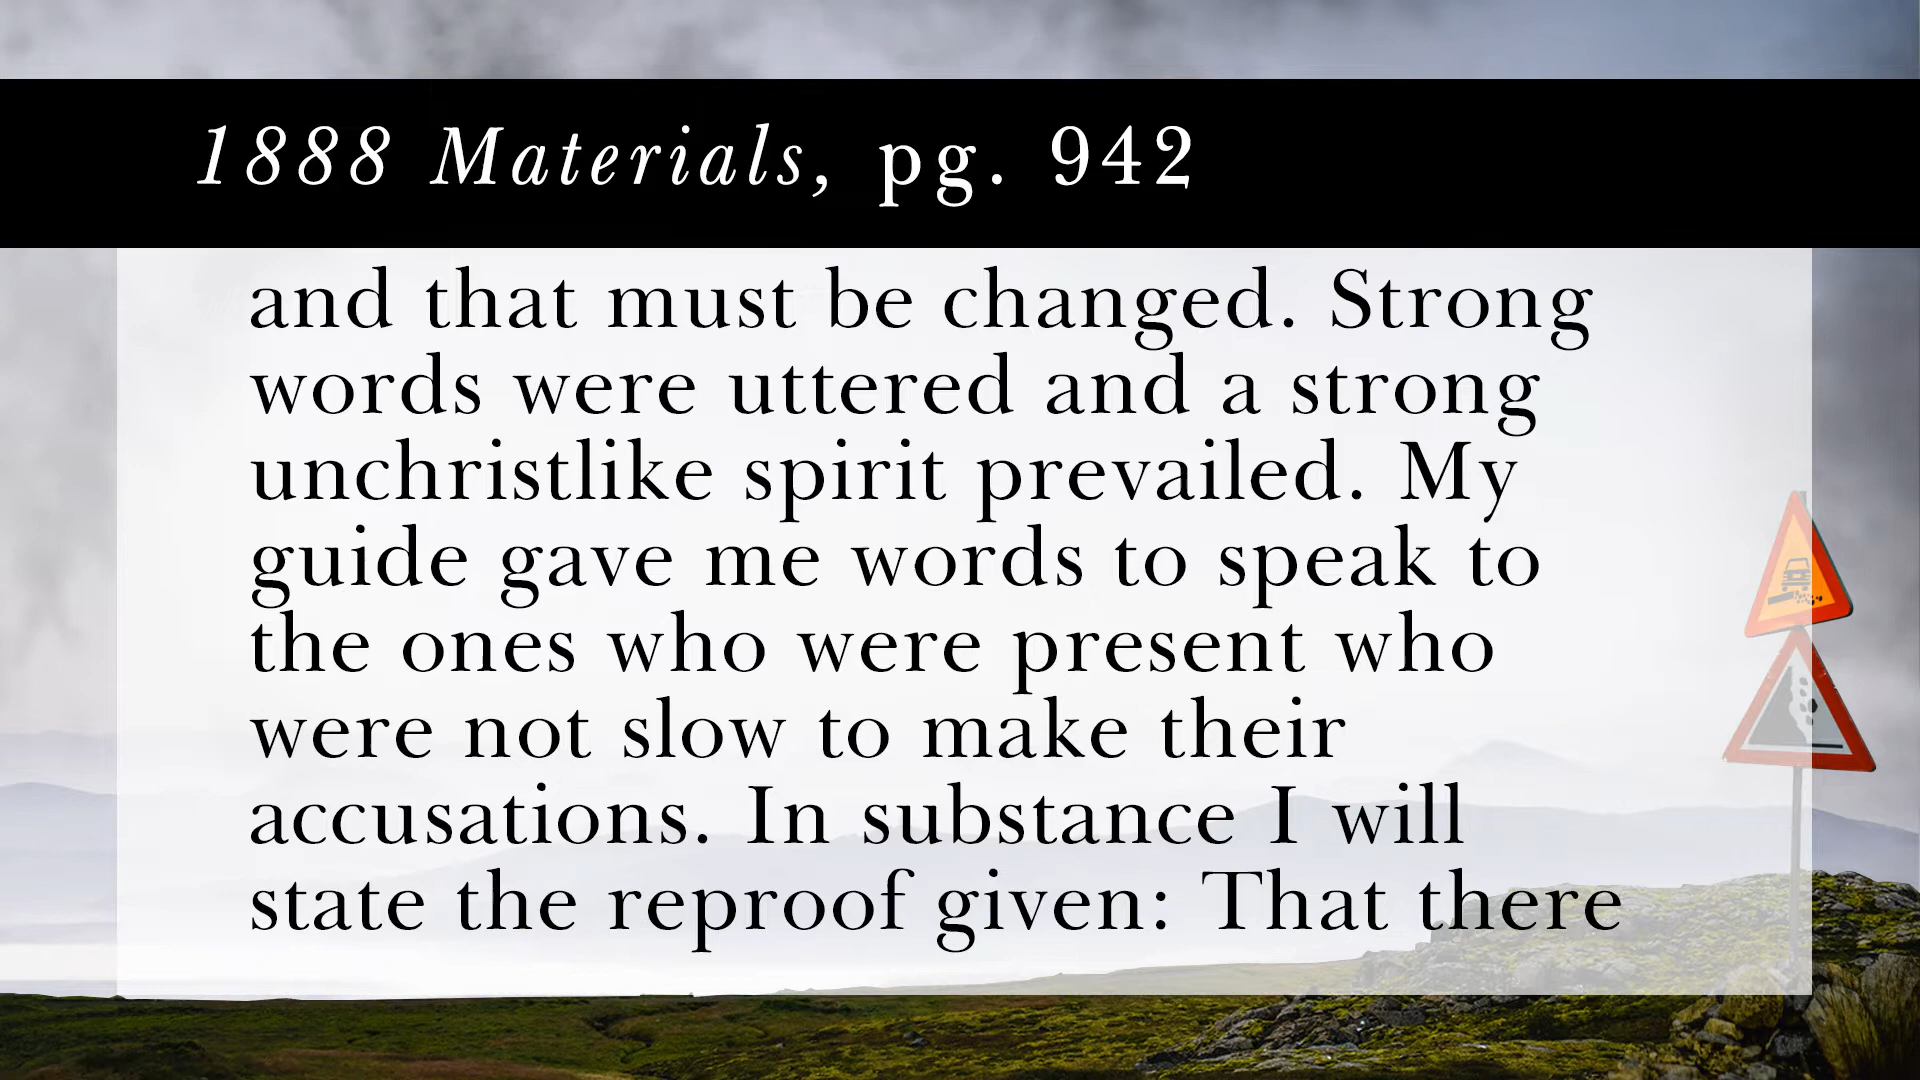 1888 Materials, pg. 942
and that must be changed. Strong
words were uttered and a strong
unchristlike spirit prevailed. My
guide gave me words to speak to
the ones who were present who
were not slow to make their
accusations. In substance I will
state the reproof given: That there